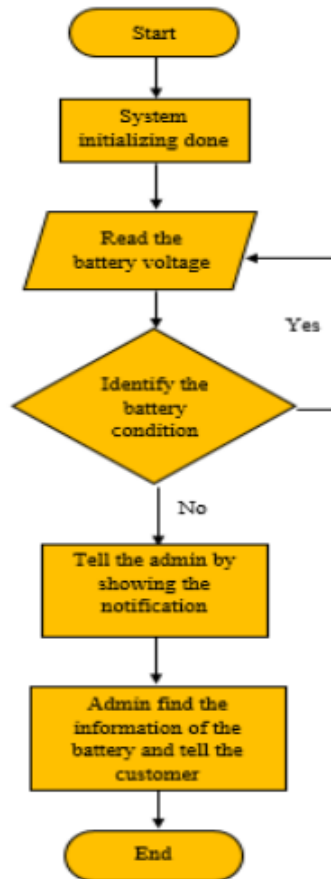 Start
System
initializing done
Read the
battery voltage
Yes
Identify the
battery
condition
No
Tell the admin by
showing the
notification
Admin find the
information of the
battery and tell the
customer
End